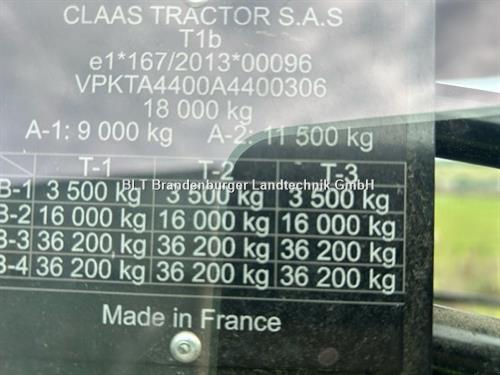 CLAAS TRACTOR S.A.S
T1b
e1*167/2013*00096
VPKTA4400A4400306
18 000 kg
A-1: 9 000 kg A-2: 11 500 kg
T-1 T-2 T-3
BLT Brandenburger Landtechnik GmbH
B-1 3 500 kg 3 500 kg 3 500 kg
B-2 16 000 kg 16 000 kg 16 000 kg
B-3 36 200 kg 36 200 kg 36 200 kg
B-4 36 200 kg 36 200 kg 36 200 kg
Made in France